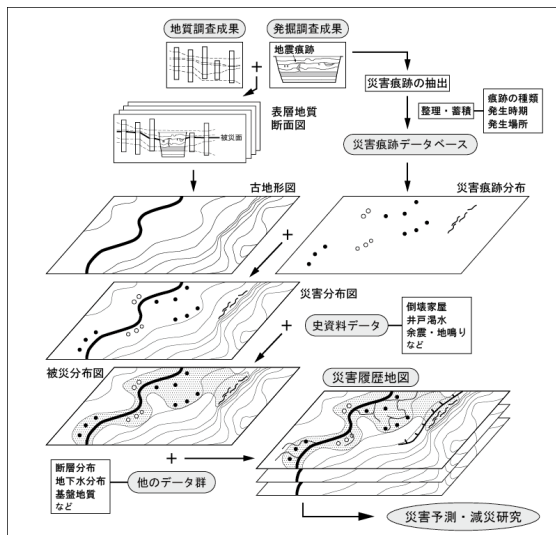 地質調査成果
発掘調査成果
地震痕跡
災害痕跡の抽出
表層地質
断面図
被災面
整理・蓄積
痕跡の種類
発生時期
発生場所
災害痕跡データベース
古地形図
災害痕跡分布
災害分布図
史資料データ
倒壊家屋
井戸渇水
余震・地鳴り
など
被災分布図
災害履歴地図
断層分布
地下水分布
基盤地質
など
他のデータ群
災害予測・減災研究